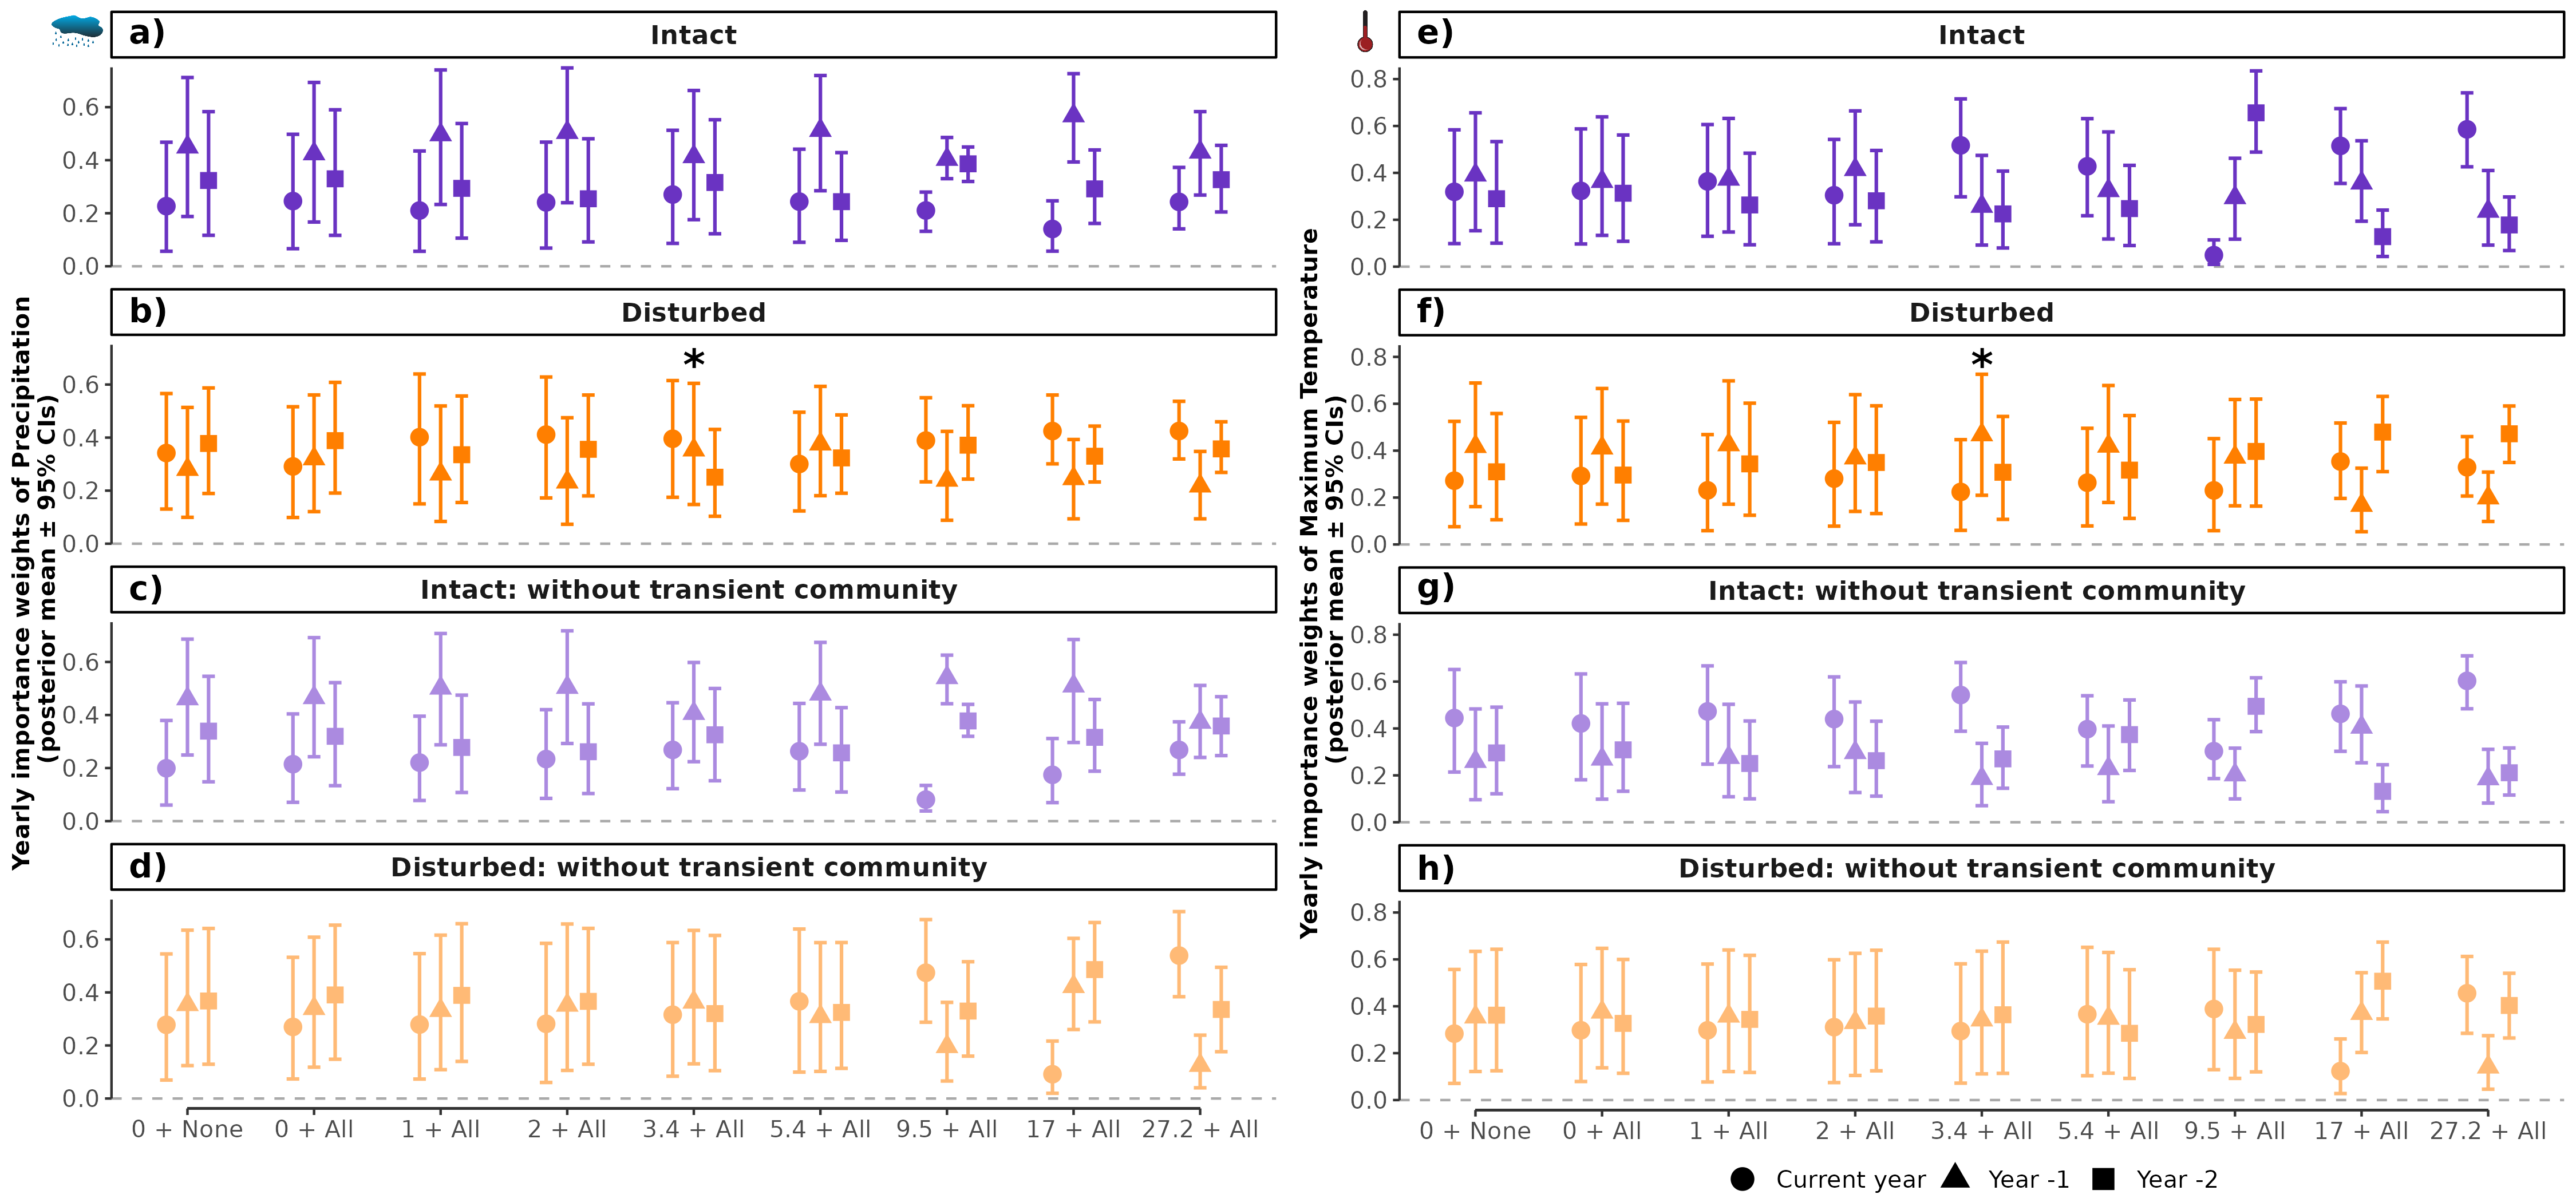 Yearly importance weights of Precipitation
(posterior mean ± 95% CIs)
a) Intact
0.6
0.4
0.2
0.0
b) Disturbed
*
0.6
0.4
0.2
0.0
c) Intact: without transient community
0.6
0.4
0.2
0.0
d) Disturbed: without transient community
0.6
0.4
0.2
0.0
0 + None 0 + All 1 + All 2 + All 3.4 + All 5.4 + All 9.5 + All 17 + All 27.2 + All
Yearly importance weights of Maximum Temperature
(posterior mean ± 95% CIs)
e) Intact
0.8
0.6
0.4
0.2
0.0
f) Disturbed
*
0.8
0.6
0.4
0.2
0.0
g) Intact: without transient community
0.8
0.6
0.4
0.2
0.0
h) Disturbed: without transient community
0.8
0.6
0.4
0.2
0.0
0 + None 0 + All 1 + All 2 + All 3.4 + All 5.4 + All 9.5 + All 17 + All 27.2 + All
Current year Year -1 Year -2